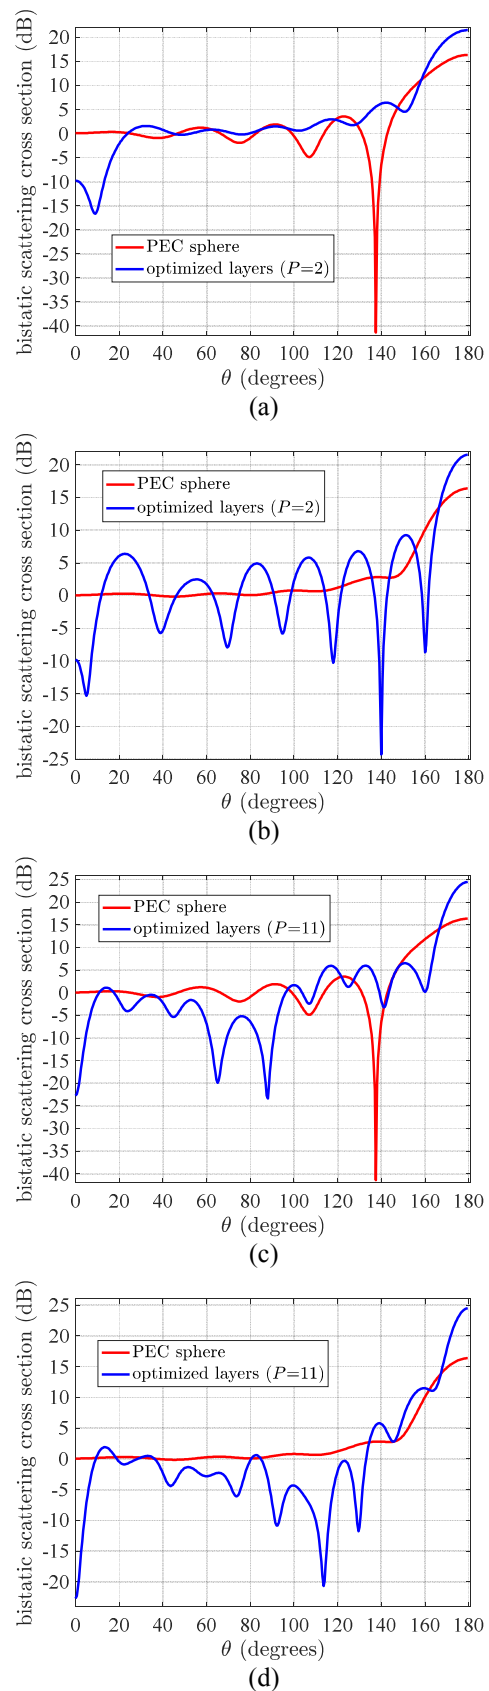 bistatic scattering cross section (dB)
20
15
10
5
0
-5
-10
-15
-20
-25
-30
-35
-40
PEC sphere
optimized layers (P=2)
0 20 40 60 80 100 120 140 160 180
θ (degrees)
(a)
bistatic scattering cross section (dB)
20
15
10
5
0
-5
-10
-15
-20
-25
PEC sphere
optimized layers (P=2)
0 20 40 60 80 100 120 140 160 180
θ (degrees)
(b)
bistatic scattering cross section (dB)
25
20
15
10
5
0
-5
-10
-15
-20
-25
-30
-35
-40
PEC sphere
optimized layers (P=11)
0 20 40 60 80 100 120 140 160 180
θ (degrees)
(c)
bistatic scattering cross section (dB)
25
20
15
10
5
0
-5
-10
-15
-20
PEC sphere
optimized layers (P=11)
0 20 40 60 80 100 120 140 160 180
θ (degrees)
(d)